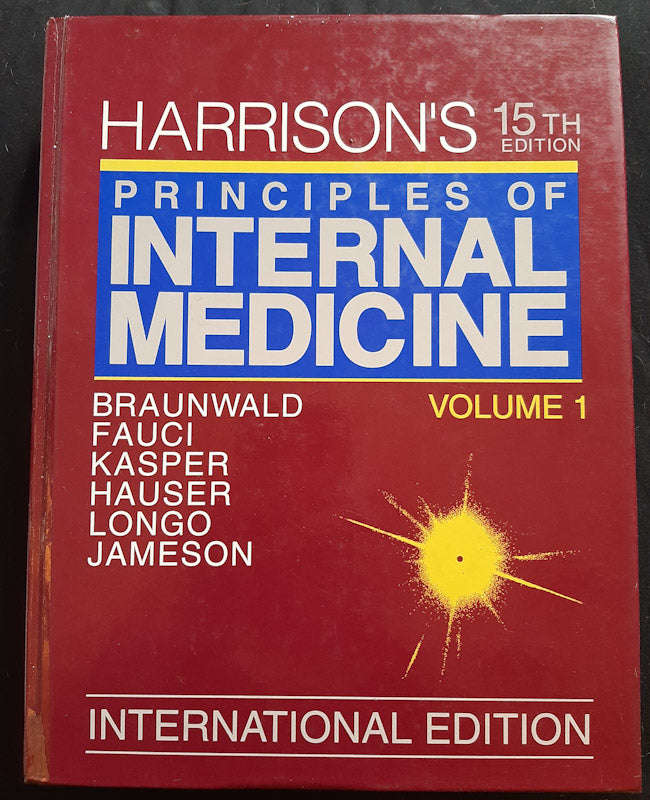 HARRISON'S 15TH EDITION
PRINCIPLES OF
INTERNAL
MEDICINE
BRAUNWALD
FAUCI
KASPER
HAUSER
LONGO
JAMESON
VOLUME 1
INTERNATIONAL EDITION